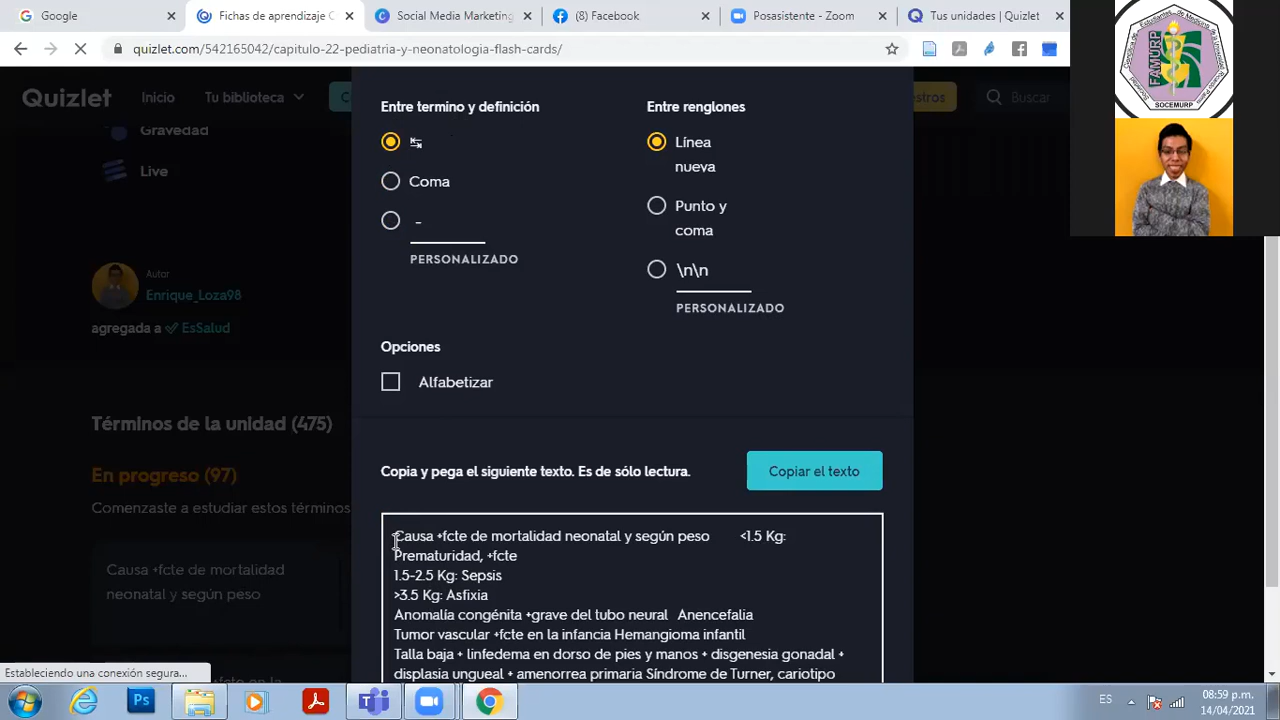 Google
Fichas de aprendizaje C
Social Media Marketing
(8) Facebook
Posasistente - Zoom
Tus unidades | Quizlet
quizlet.com/542165042/capitulo-22-pediatria-y-neonatologia-flash-cards/
Quizlet
Inicio
Tu biblioteca
Buscar
Gravedad
Live
Autor
Enrique_Loza98
agregada a EsSalud
Términos de la unidad (475)
En progreso (97)
Comenzaste a estudiar estos términos
Causa +fcte de mortalidad
neonatal y según peso
Entre termino y definición
Coma
-
PERSONALIZADO
Entre renglones
Línea
nueva
Punto y
coma
\n\n
PERSONALIZADO
Opciones
Alfabetizar
Copia y pega el siguiente texto. Es de sólo lectura.
Copiar el texto
Causa +fcte de mortalidad neonatal y según peso <1.5 Kg:
Prematuridad, +fcte
1.5-2.5 Kg: Sepsis
>3.5 Kg: Asfixia
Anomalía congénita +grave del tubo neural Anencefalia
Tumor vascular +fcte en la infancia Hemangioma infantil
Talla baja + linfedema en dorso de pies y manos + disgenesia gonadal +
displasia ungueal + amenorrea primaria Síndrome de Turner, cariotipo
Estableciendo una conexión segura...
FAMURP
SOCEMURP
ES
08:59 p.m.
14/04/2021